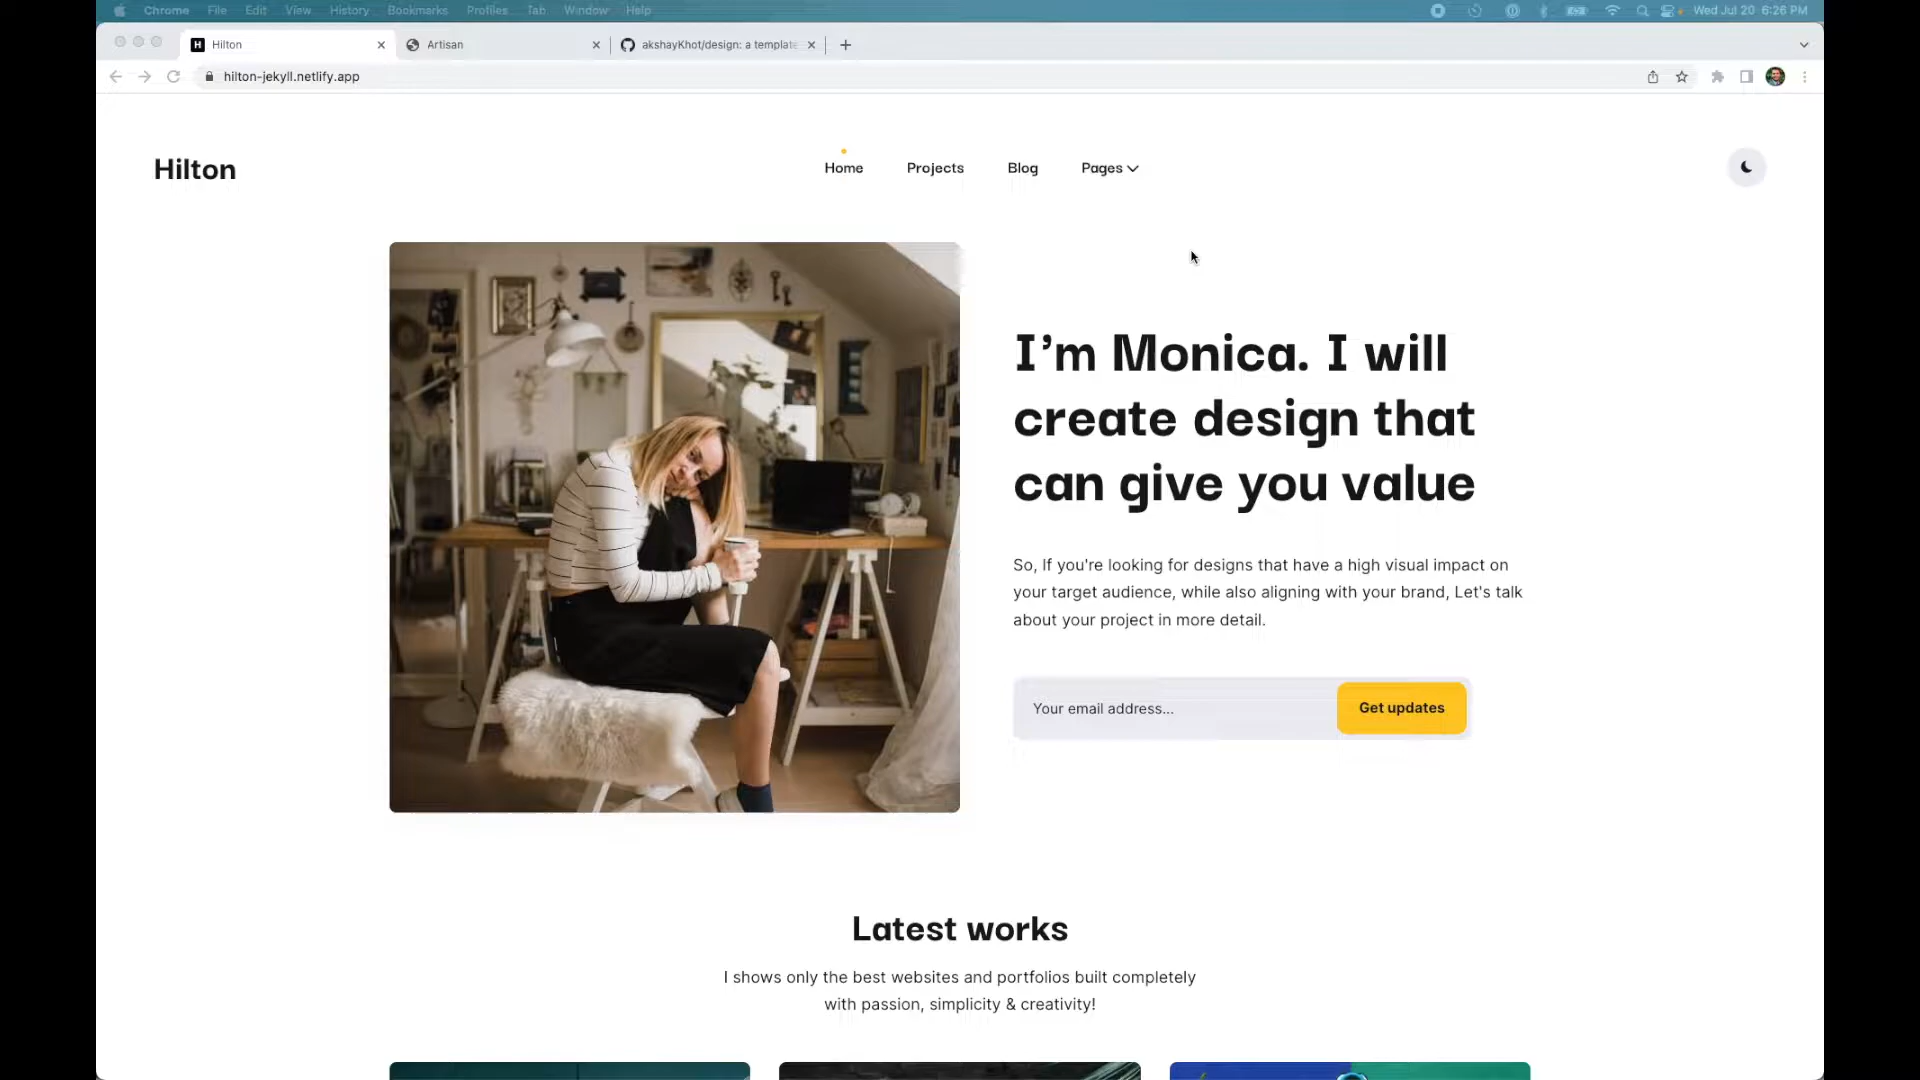 Chrome File Edit View History Bookmarks Profiles Tab Window Help Wed Jul 20 6:26 PM
Hilton Artisan akshayKhot/design: a template
hilton-jekyll.netlify.app
Hilton Home Projects Blog Pages
I'm Monica. I will
create design that
can give you value
So, If you're looking for designs that have a high visual impact on
your target audience, while also aligning with your brand, Let's talk
about your project in more detail.
Your email address... Get updates
Latest works
I shows only the best websites and portfolios built completely
with passion, simplicity & creativity!